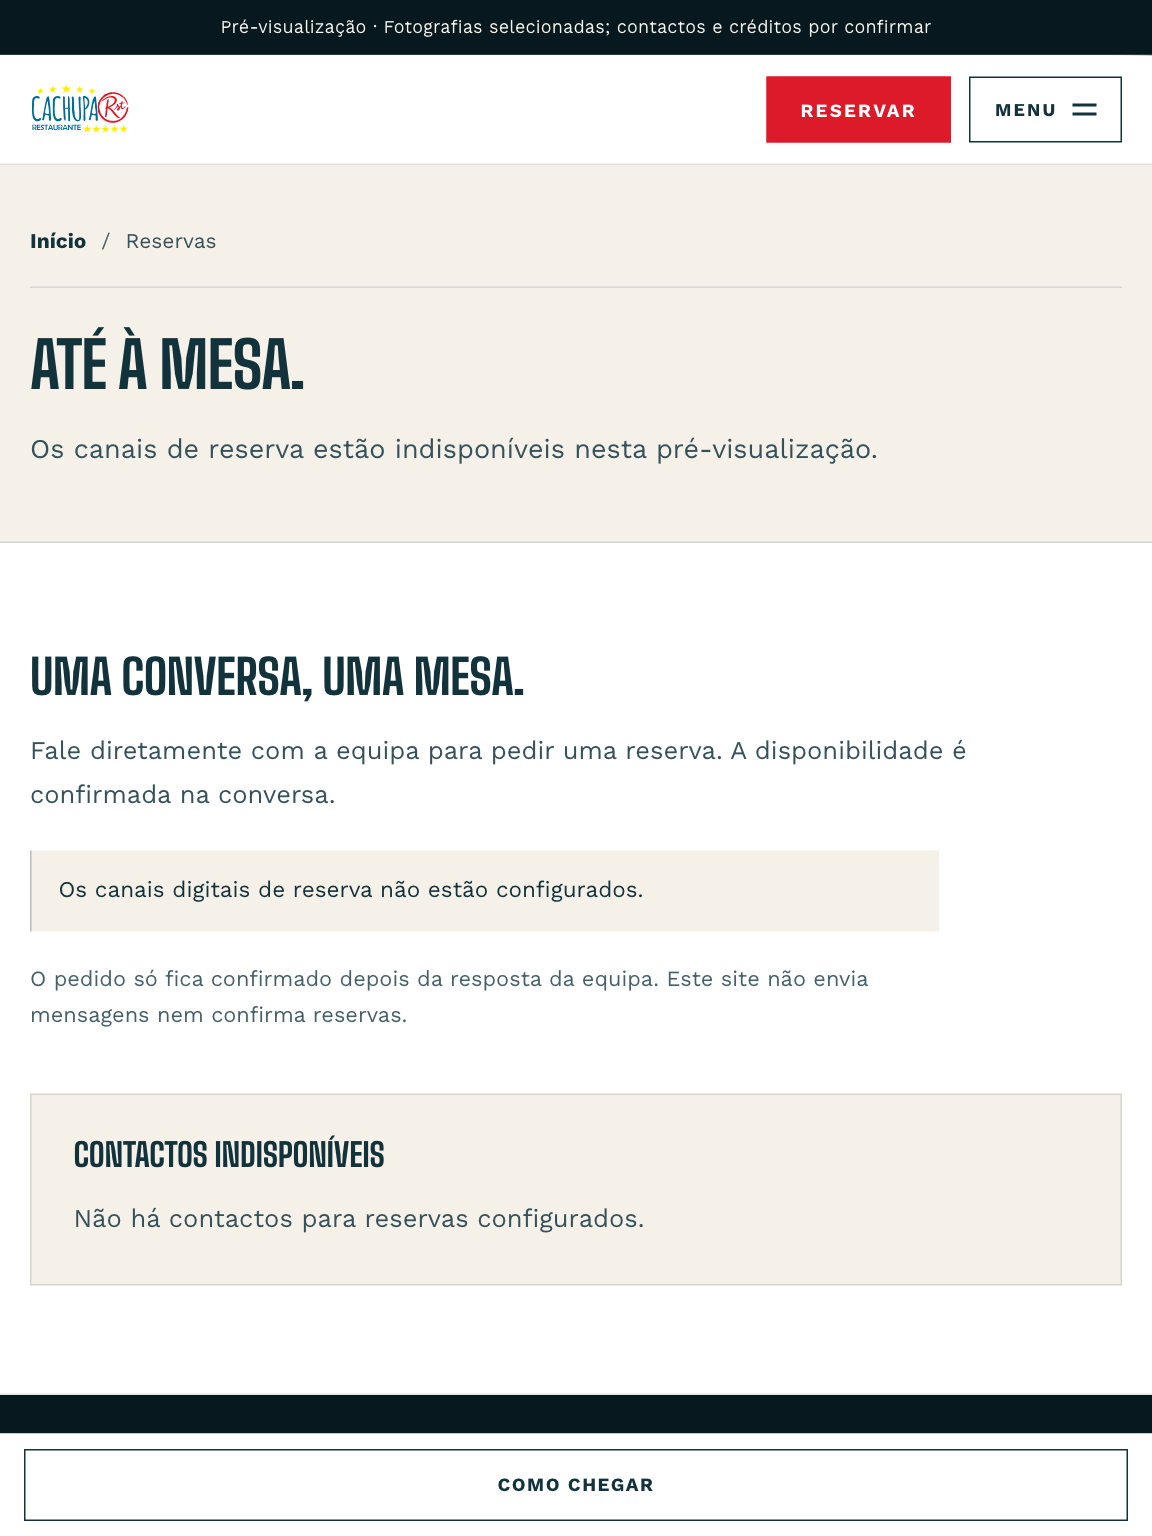 Pré-visualização · Fotografias selecionadas; contactos e créditos por confirmar
CACHUPA Rst
RESTAURANTE
RESERVAR
MENU
Início / Reservas
ATÉ À MESA.
Os canais de reserva estão indisponíveis nesta pré-visualização.
UMA CONVERSA, UMA MESA.
Fale diretamente com a equipa para pedir uma reserva. A disponibilidade é
confirmada na conversa.
Os canais digitais de reserva não estão configurados.
O pedido só fica confirmado depois da resposta da equipa. Este site não envia
mensagens nem confirma reservas.
CONTACTOS INDISPONÍVEIS
Não há contactos para reservas configurados.
COMO CHEGAR